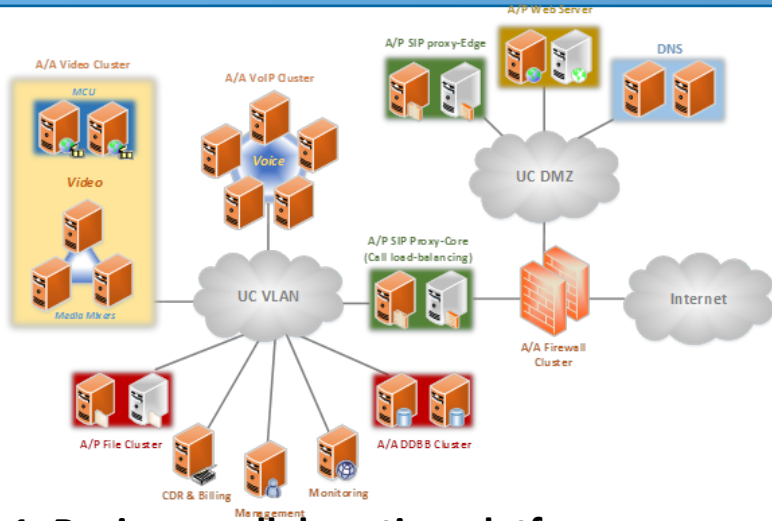 A/P Web Server
A/P SIP proxy-Edge
DNS
A/A Video Cluster
A/A VoIP Cluster
MCU
Voice
Video
UC DMZ
A/P SIP Proxy-Core
(Call load-balancing)
UC VLAN
Internet
Media Mixers
A/A Firewall
Cluster
A/P File Cluster
A/A DDBB Cluster
CDR & Billing
Management
Monitoring